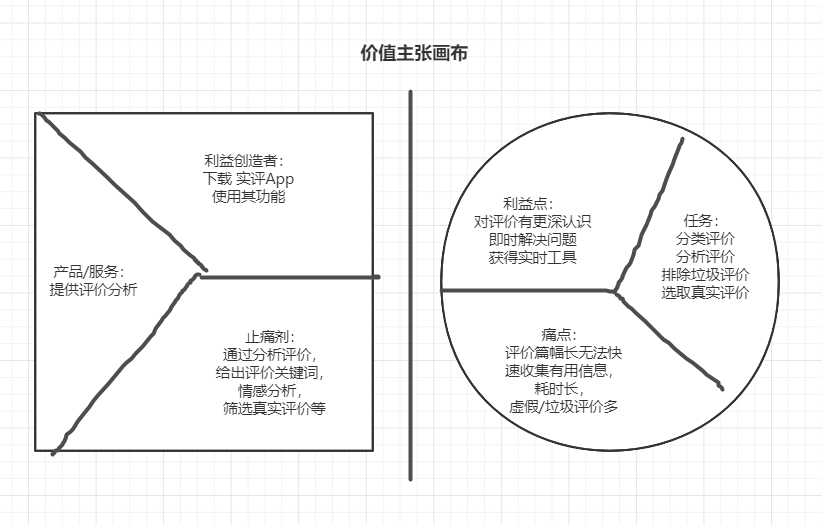 价值主张画布
利益创造者：
下载 实评App
使用其功能
产品/服务：
提供评价分析
止痛剂：
通过分析评价，
给出评价关键词，
情感分析，
筛选真实评价等
利益点：
对评价有更深认识
即时解决问题
获得实时工具
任务：
分类评价
分析评价
排除垃圾评价
选取真实评价
痛点：
评价篇幅长无法快
速收集有用信息，
耗时长，
虚假/垃圾评价多